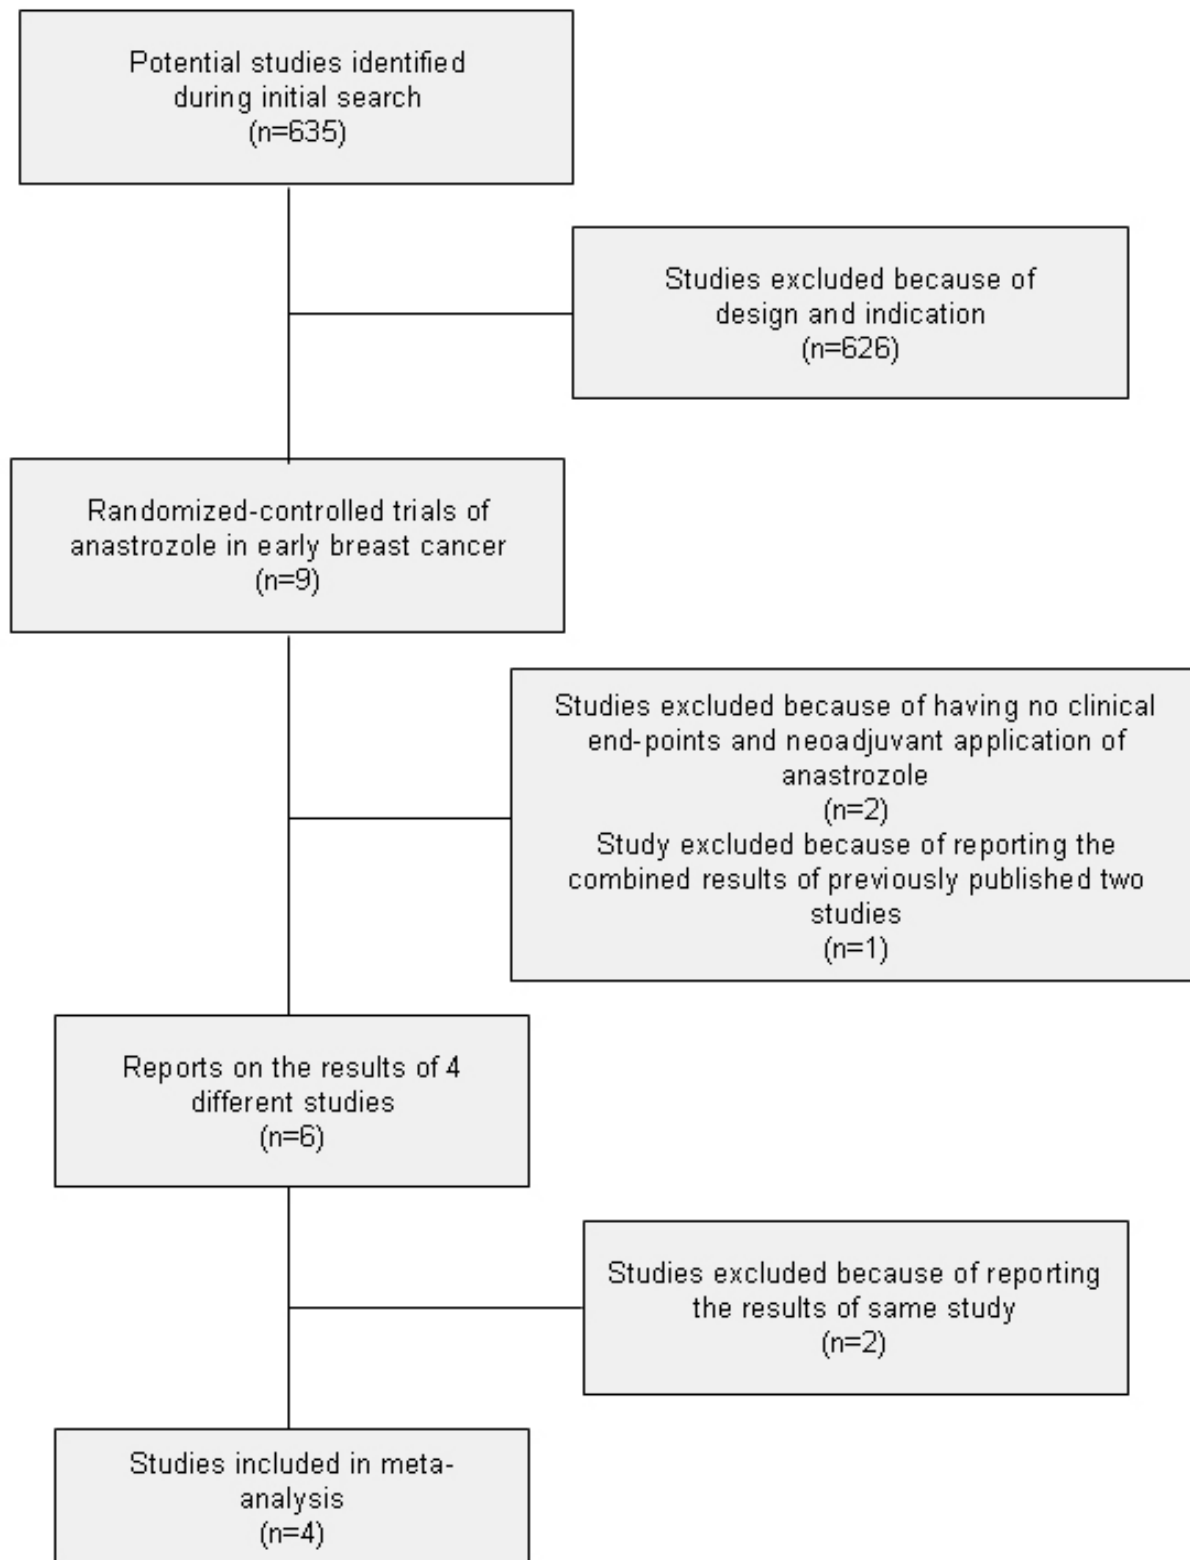 Potential studies identified
during initial search
(n=635)
Studies excluded because of
design and indication
(n=626)
Randomized-controlled trials of
anastrozole in early breast cancer
(n=9)
Studies excluded because of having no clinical
end-points and neoadjuvant application of
anastrozole
(n=2)
Study excluded because of reporting the
combined results of previously published two
studies
(n=1)
Reports on the results of 4
different studies
(n=6)
Studies excluded because of reporting
the results of same study
(n=2)
Studies included in meta-
analysis
(n=4)